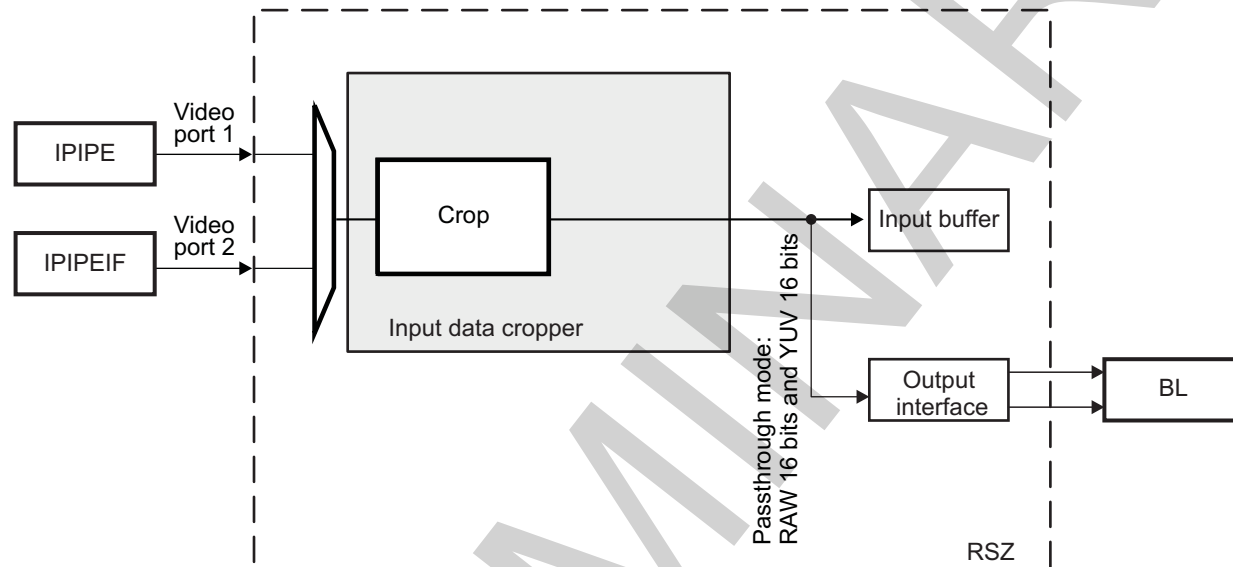 Video
port 1
IPIPE
Video
port 2
IPIPEIF
Crop
Input data cropper
Input buffer
Passthrough mode:
RAW 16 bits and YUV 16 bits
Output
interface
BL
RSZ
MINAR